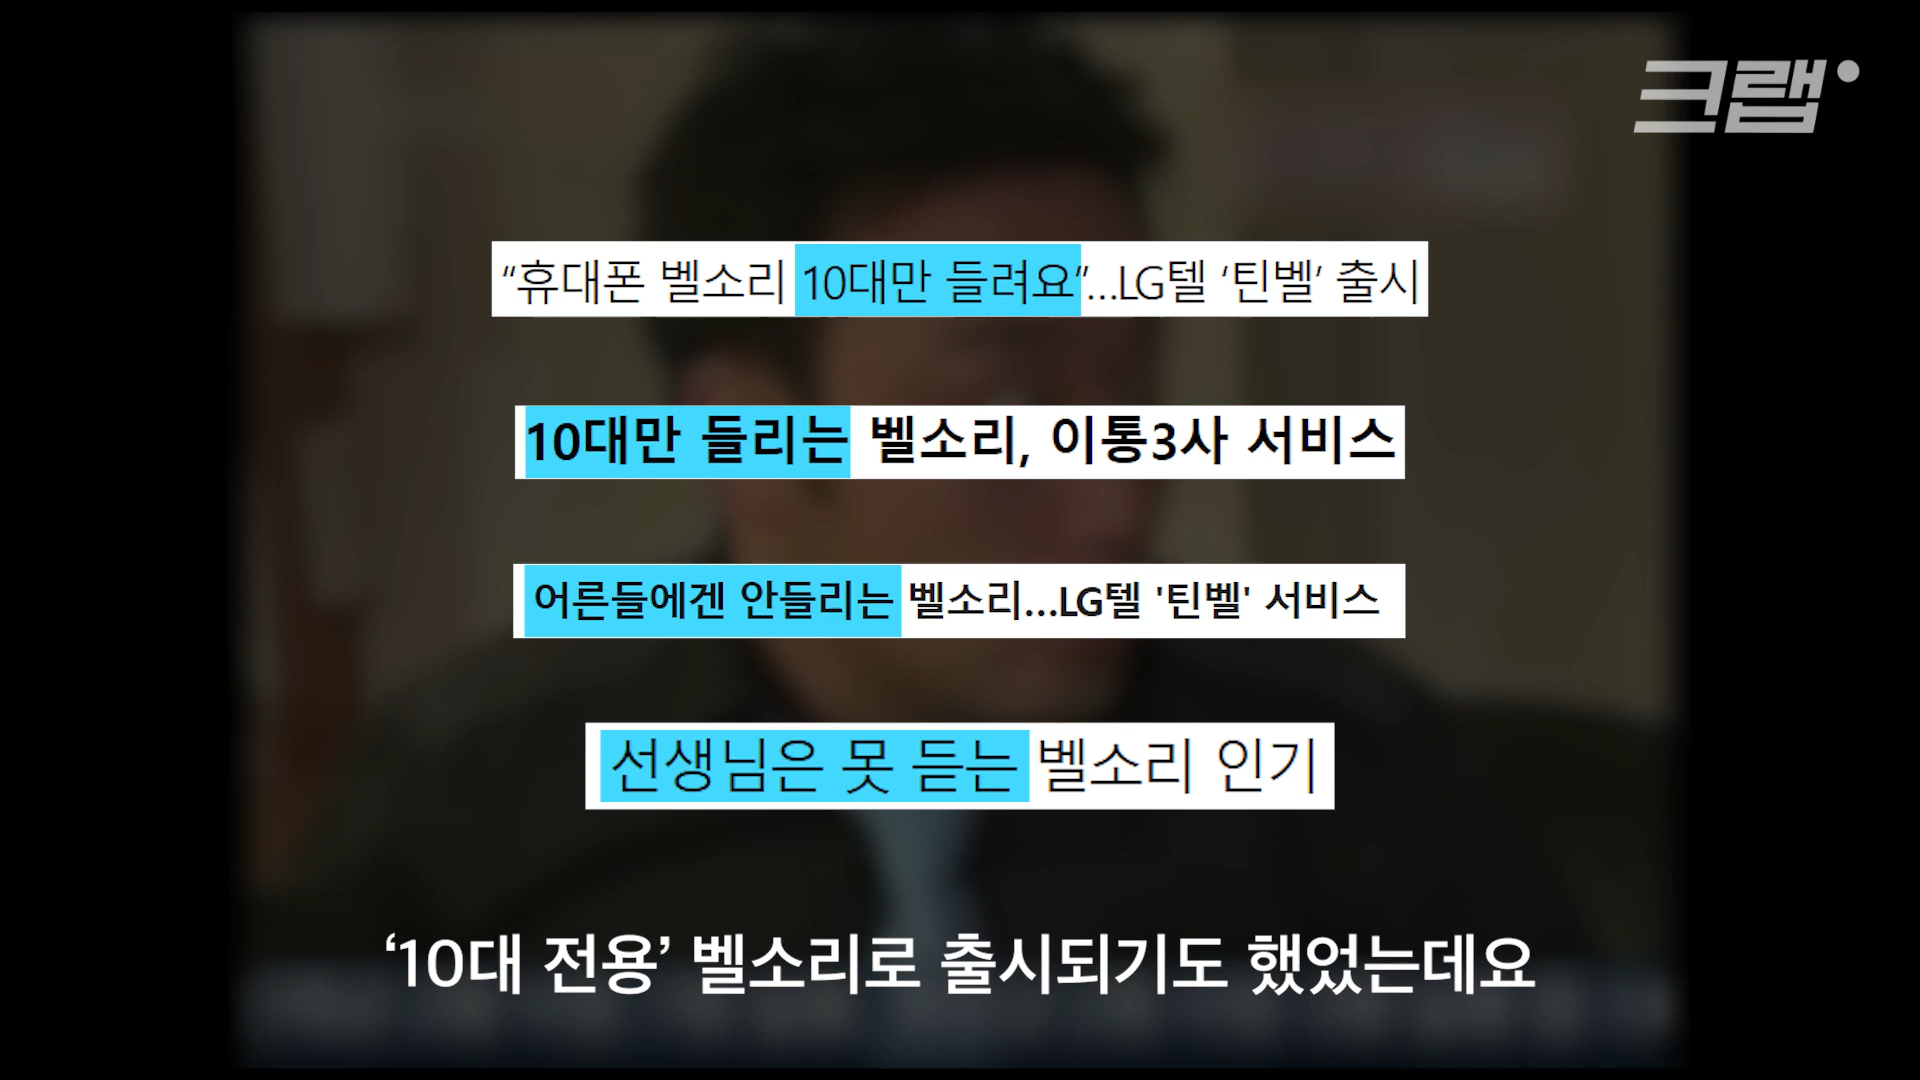 크랩
“휴대폰 벨소리 10대만 들려요”...LG텔 ‘틴벨’ 출시
10대만 들리는 벨소리, 이통3사 서비스
어른들에겐 안들리는 벨소리...LG텔 '틴벨' 서비스
선생님은 못 듣는 벨소리 인기
‘10대 전용’ 벨소리로 출시되기도 했었는데요